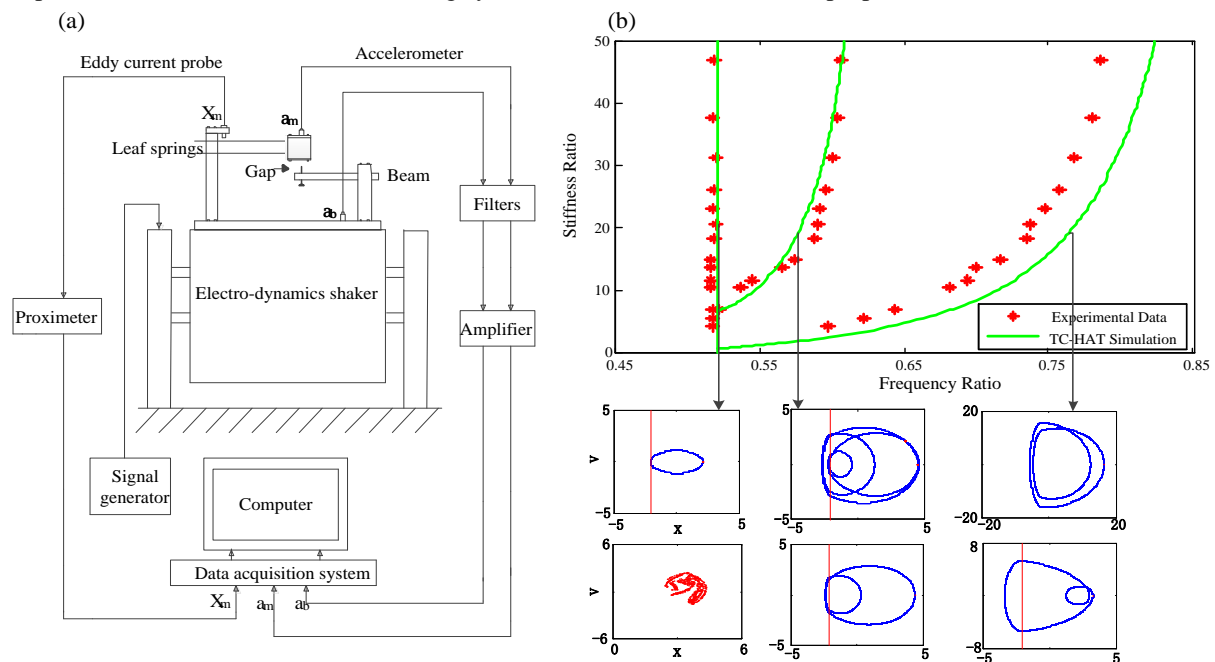 (a)
(b)
Accelerometer
Eddy current probe
Xm
am
Leaf springs
Gap
Beam
ab
Filters
Electro-dynamics shaker
Proximeter
Amplifier
Signal
generator
Computer
Data acquisition system
Xm
am
ab
50
40
30
20
10
0
Stiffness Ratio
Experimental Data
TC-HAT Simulation
0.45
0.55
0.65
0.75
0.85
Frequency Ratio
5
v
-5
-5
x
5
5
-5
-5
5
20
-20
-20
20
6
v
-6
0
x
6
5
-5
-5
5
8
-8
-5
5